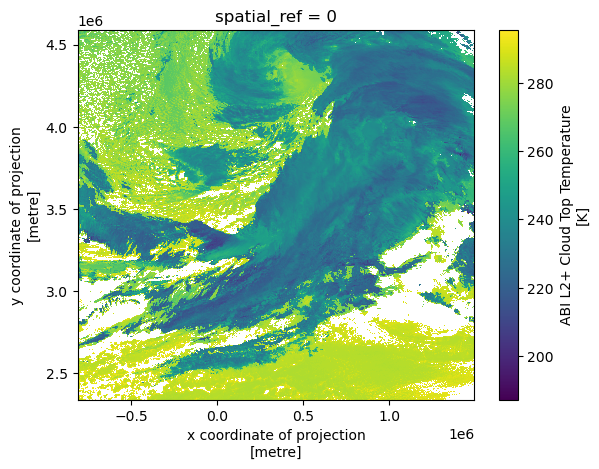 spatial_ref = 0
1e6
4.5
4.0
3.5
3.0
2.5
y coordinate of projection
[metre]
−0.5
0.0
0.5
1.0
1e6
x coordinate of projection
[metre]
280
260
240
220
200
ABI L2+ Cloud Top Temperature
[K]